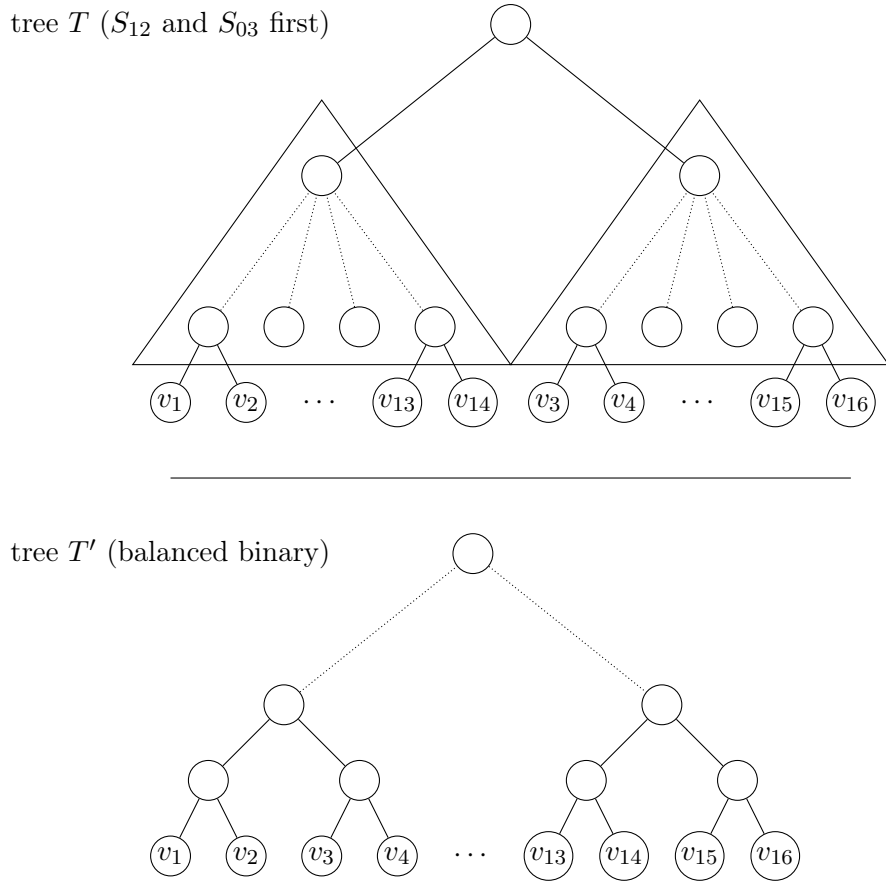 tree T (S₁₂ and S₀₃ first)
v₁ v₂ ⋯ v₁₃ v₁₄ v₃ v₄ ⋯ v₁₅ v₁₆
tree T′ (balanced binary)
v₁ v₂ v₃ v₄ ⋯ v₁₃ v₁₄ v₁₅ v₁₆